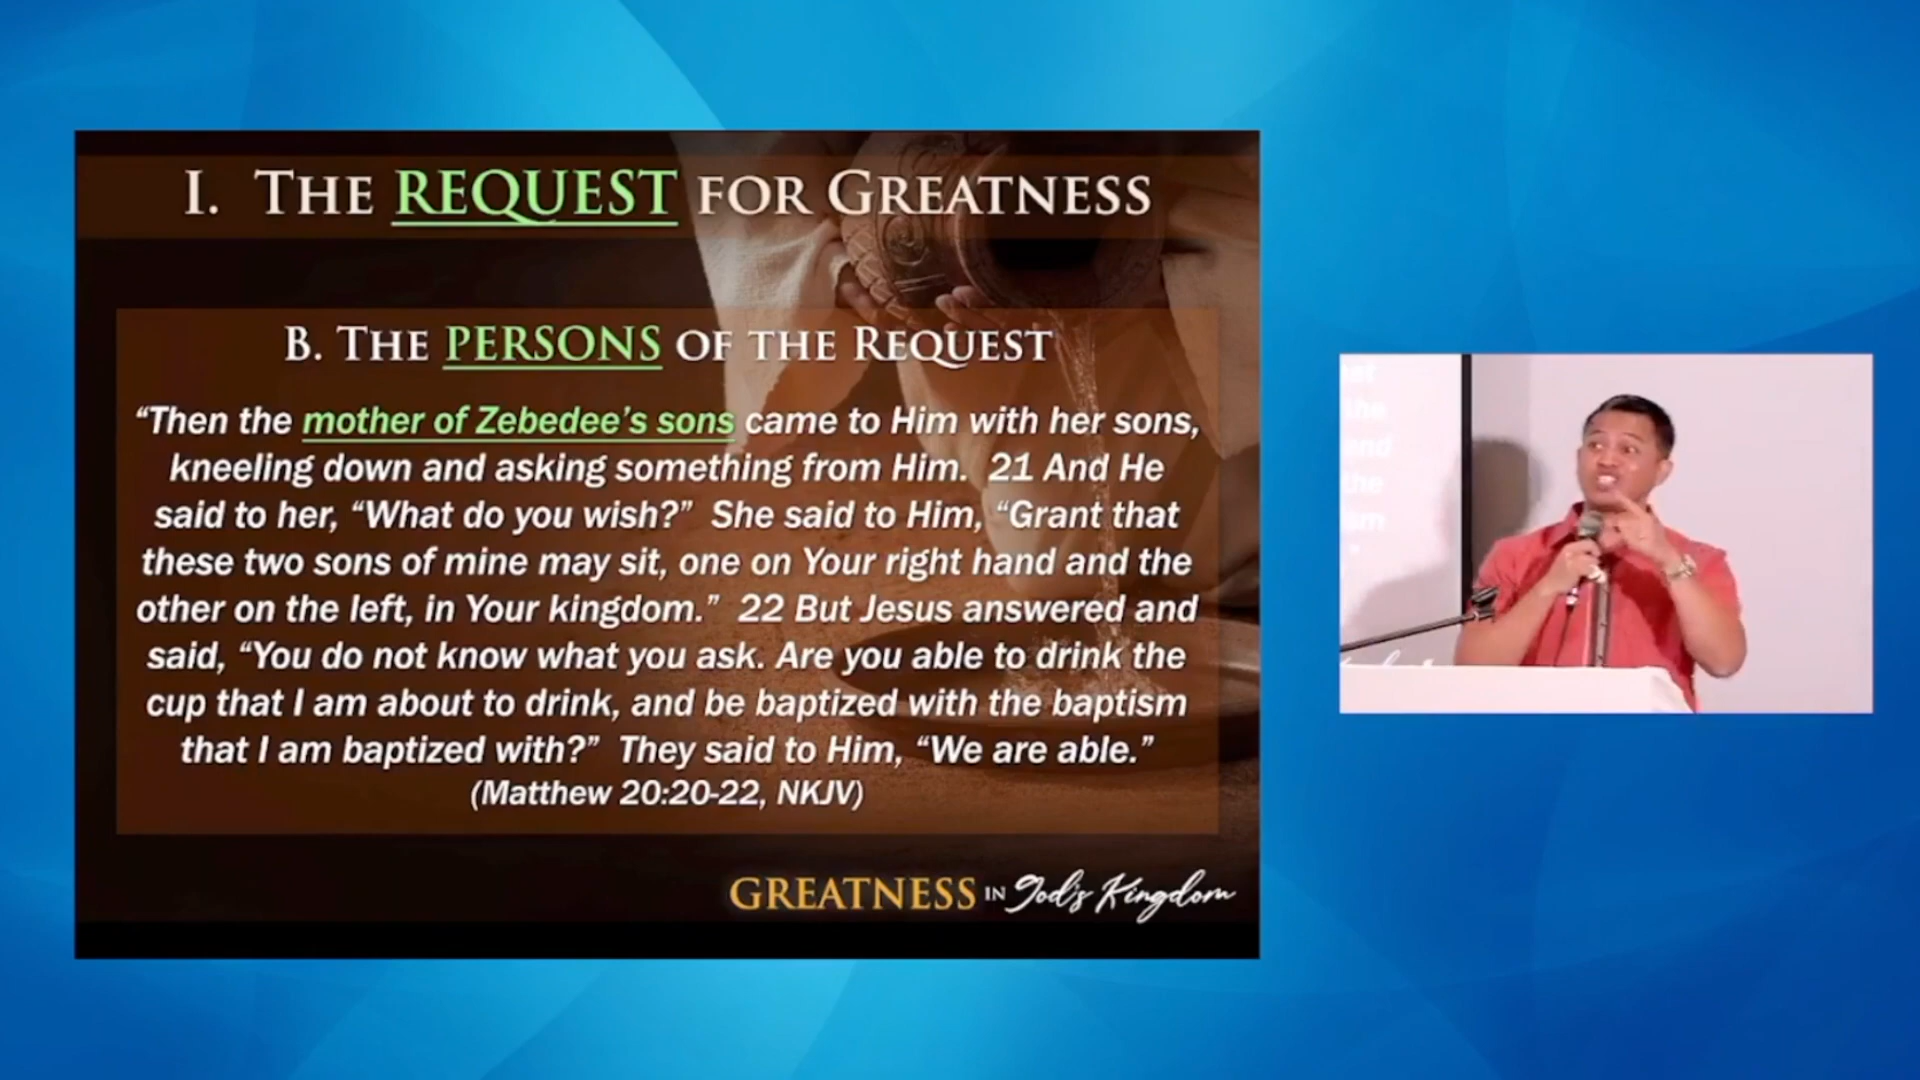 I. THE REQUEST FOR GREATNESS
B. THE PERSONS OF THE REQUEST
“Then the mother of Zebedee’s sons came to Him with her sons,
kneeling down and asking something from Him. 21 And He
said to her, “What do you wish?” She said to Him, “Grant that
these two sons of mine may sit, one on Your right hand and the
other on the left, in Your kingdom.” 22 But Jesus answered and
said, “You do not know what you ask. Are you able to drink the
cup that I am about to drink, and be baptized with the baptism
that I am baptized with?” They said to Him, “We are able.”
(Matthew 20:20-22, NKJV)
GREATNESS IN God's Kingdom